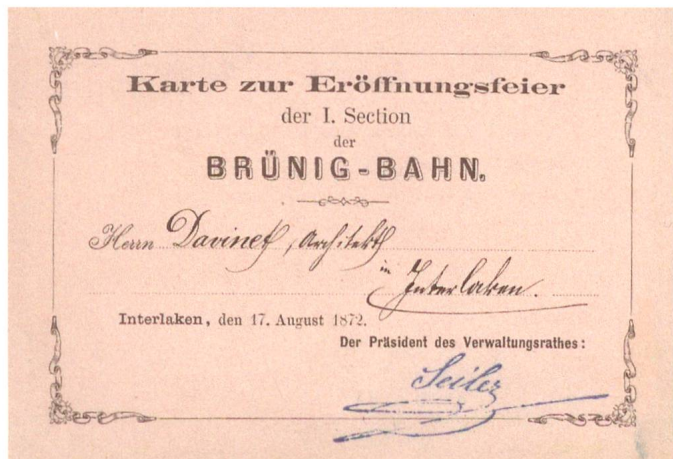 Karte zur Eröffnungsfeier
der I. Section
der
BRÜNIG-BAHN.
Herrn Davinet, Architekt
in Interlaken.
Interlaken, den 17. August 1872.
Der Präsident des Verwaltungsrathes:
Seiler